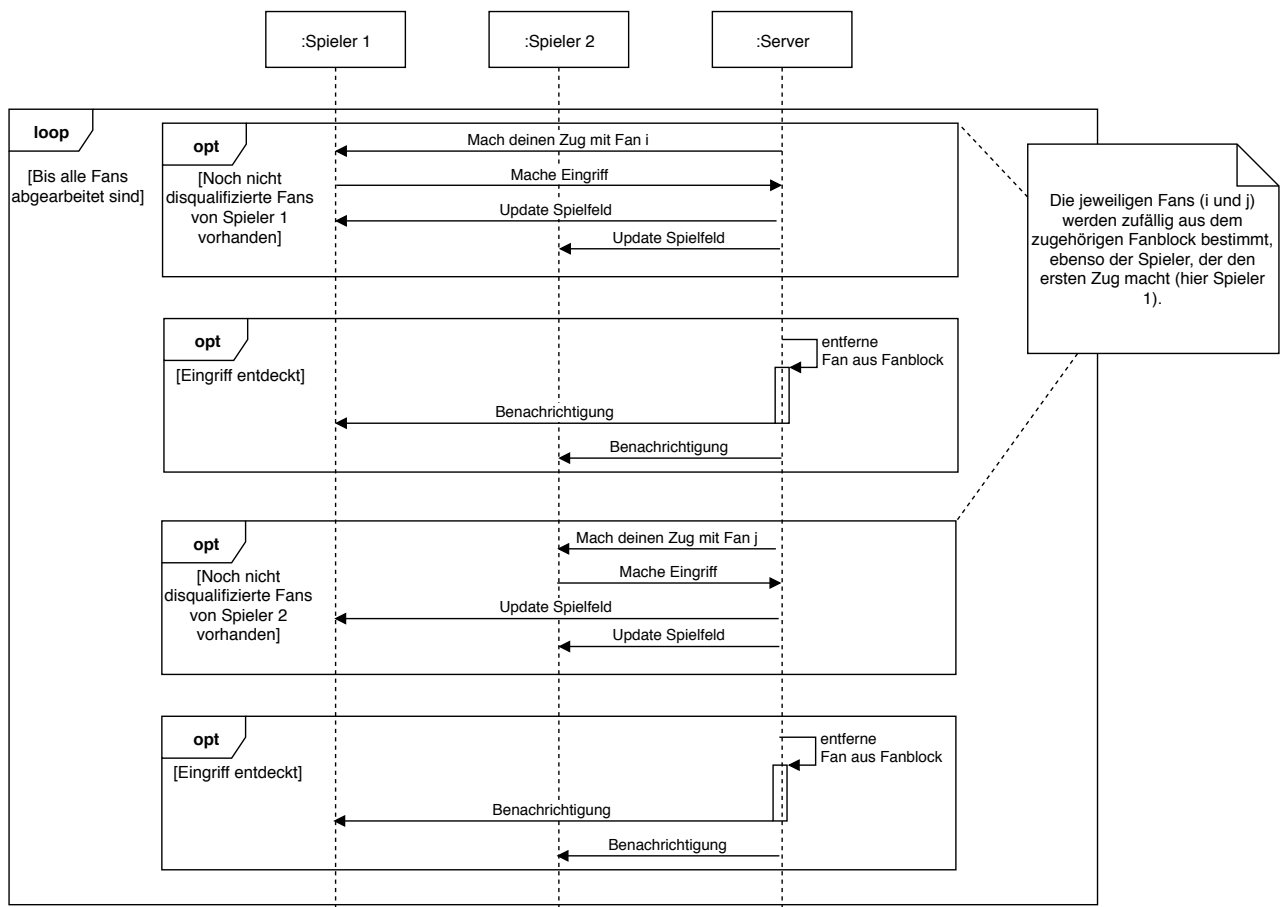 :Spieler 1
:Spieler 2
:Server
loop
[Bis alle Fans
abgearbeitet sind]
opt
[Noch nicht
disqualifizierte Fans
von Spieler 1
vorhanden]
Mach deinen Zug mit Fan i
Mache Eingriff
Update Spielfeld
Update Spielfeld
Die jeweiligen Fans (i und j)
werden zufällig aus dem
zugehörigen Fanblock bestimmt,
ebenso der Spieler, der den
ersten Zug macht (hier Spieler
1).
opt
[Eingriff entdeckt]
entferne
Fan aus Fanblock
Benachrichtigung
Benachrichtigung
opt
[Noch nicht
disqualifizierte Fans
von Spieler 2
vorhanden]
Mach deinen Zug mit Fan j
Mache Eingriff
Update Spielfeld
Update Spielfeld
opt
[Eingriff entdeckt]
entferne
Fan aus Fanblock
Benachrichtigung
Benachrichtigung